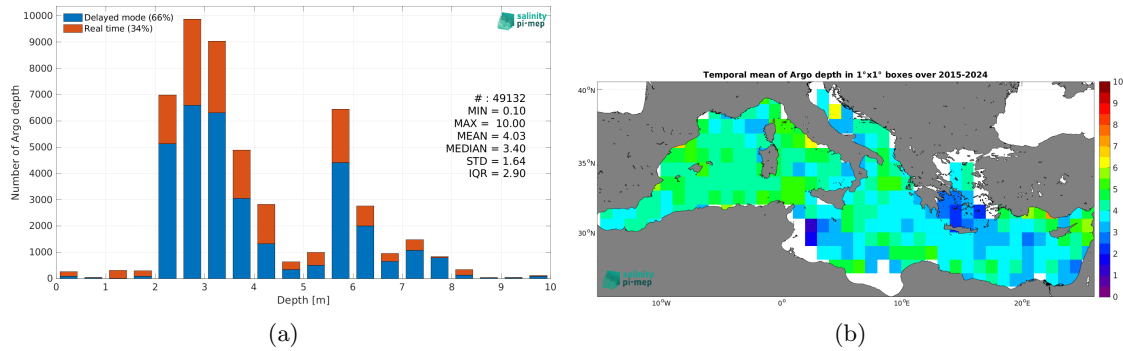 Delayed mode (66%)
Real time (34%)
salinity
pi-mep
10000
9000
8000
7000
6000
5000
4000
3000
2000
1000
0
Number of Argo depth
# : 49132
MIN = 0.10
MAX = 10.00
MEAN = 4.03
MEDIAN = 3.40
STD = 1.64
IQR = 2.90
0 1 2 3 4 5 6 7 8 9 10
Depth [m]
(a)
Temporal mean of Argo depth in 1°x1° boxes over 2015-2024
40°N
35°N
30°N
10°W 0° 10°E 20°E
salinity
pi-mep
10
9
8
7
6
5
4
3
2
1
0
(b)